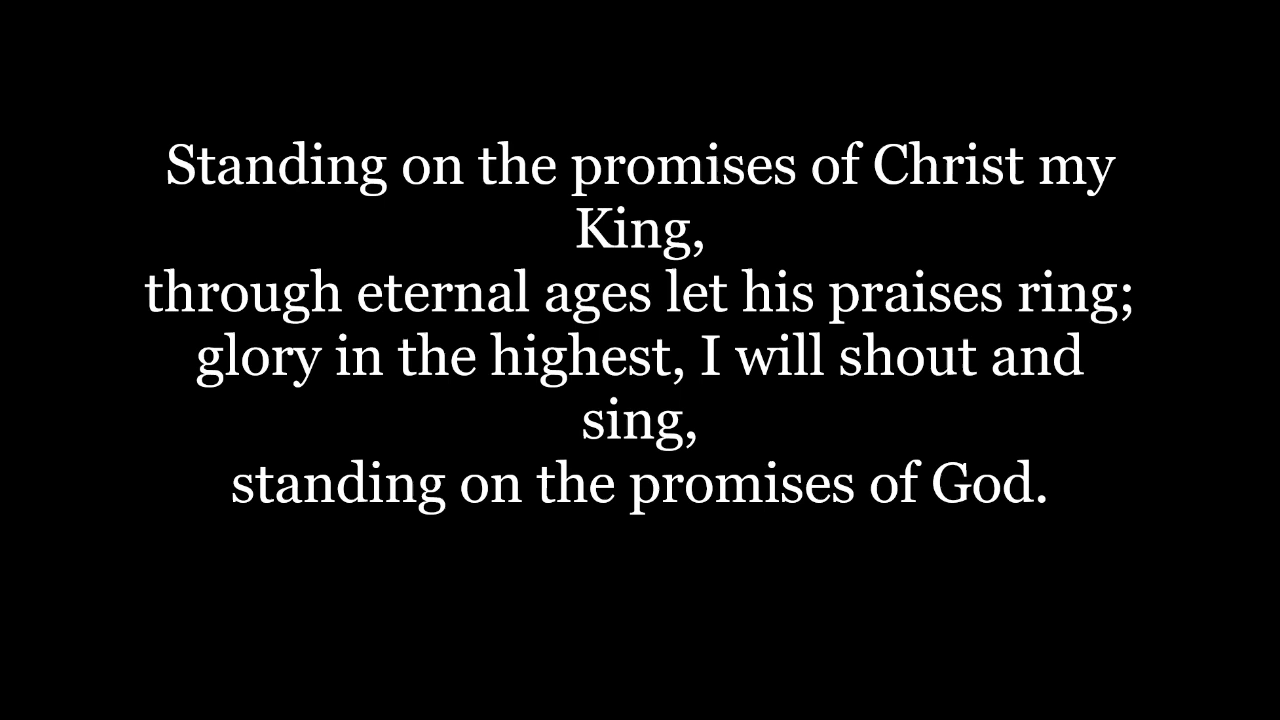 Standing on the promises of Christ my
King,
through eternal ages let his praises ring;
glory in the highest, I will shout and
sing,
standing on the promises of God.